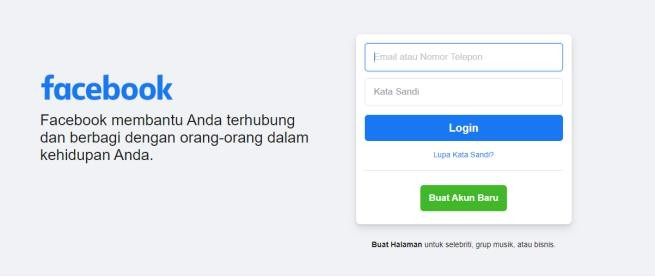 facebook
Facebook membantu Anda terhubung
dan berbagi dengan orang-orang dalam
kehidupan Anda.
Email atau Nomor Telepon
Kata Sandi
Login
Lupa Kata Sandi?
Buat Akun Baru
Buat Halaman untuk selebriti, grup musik, atau bisnis.